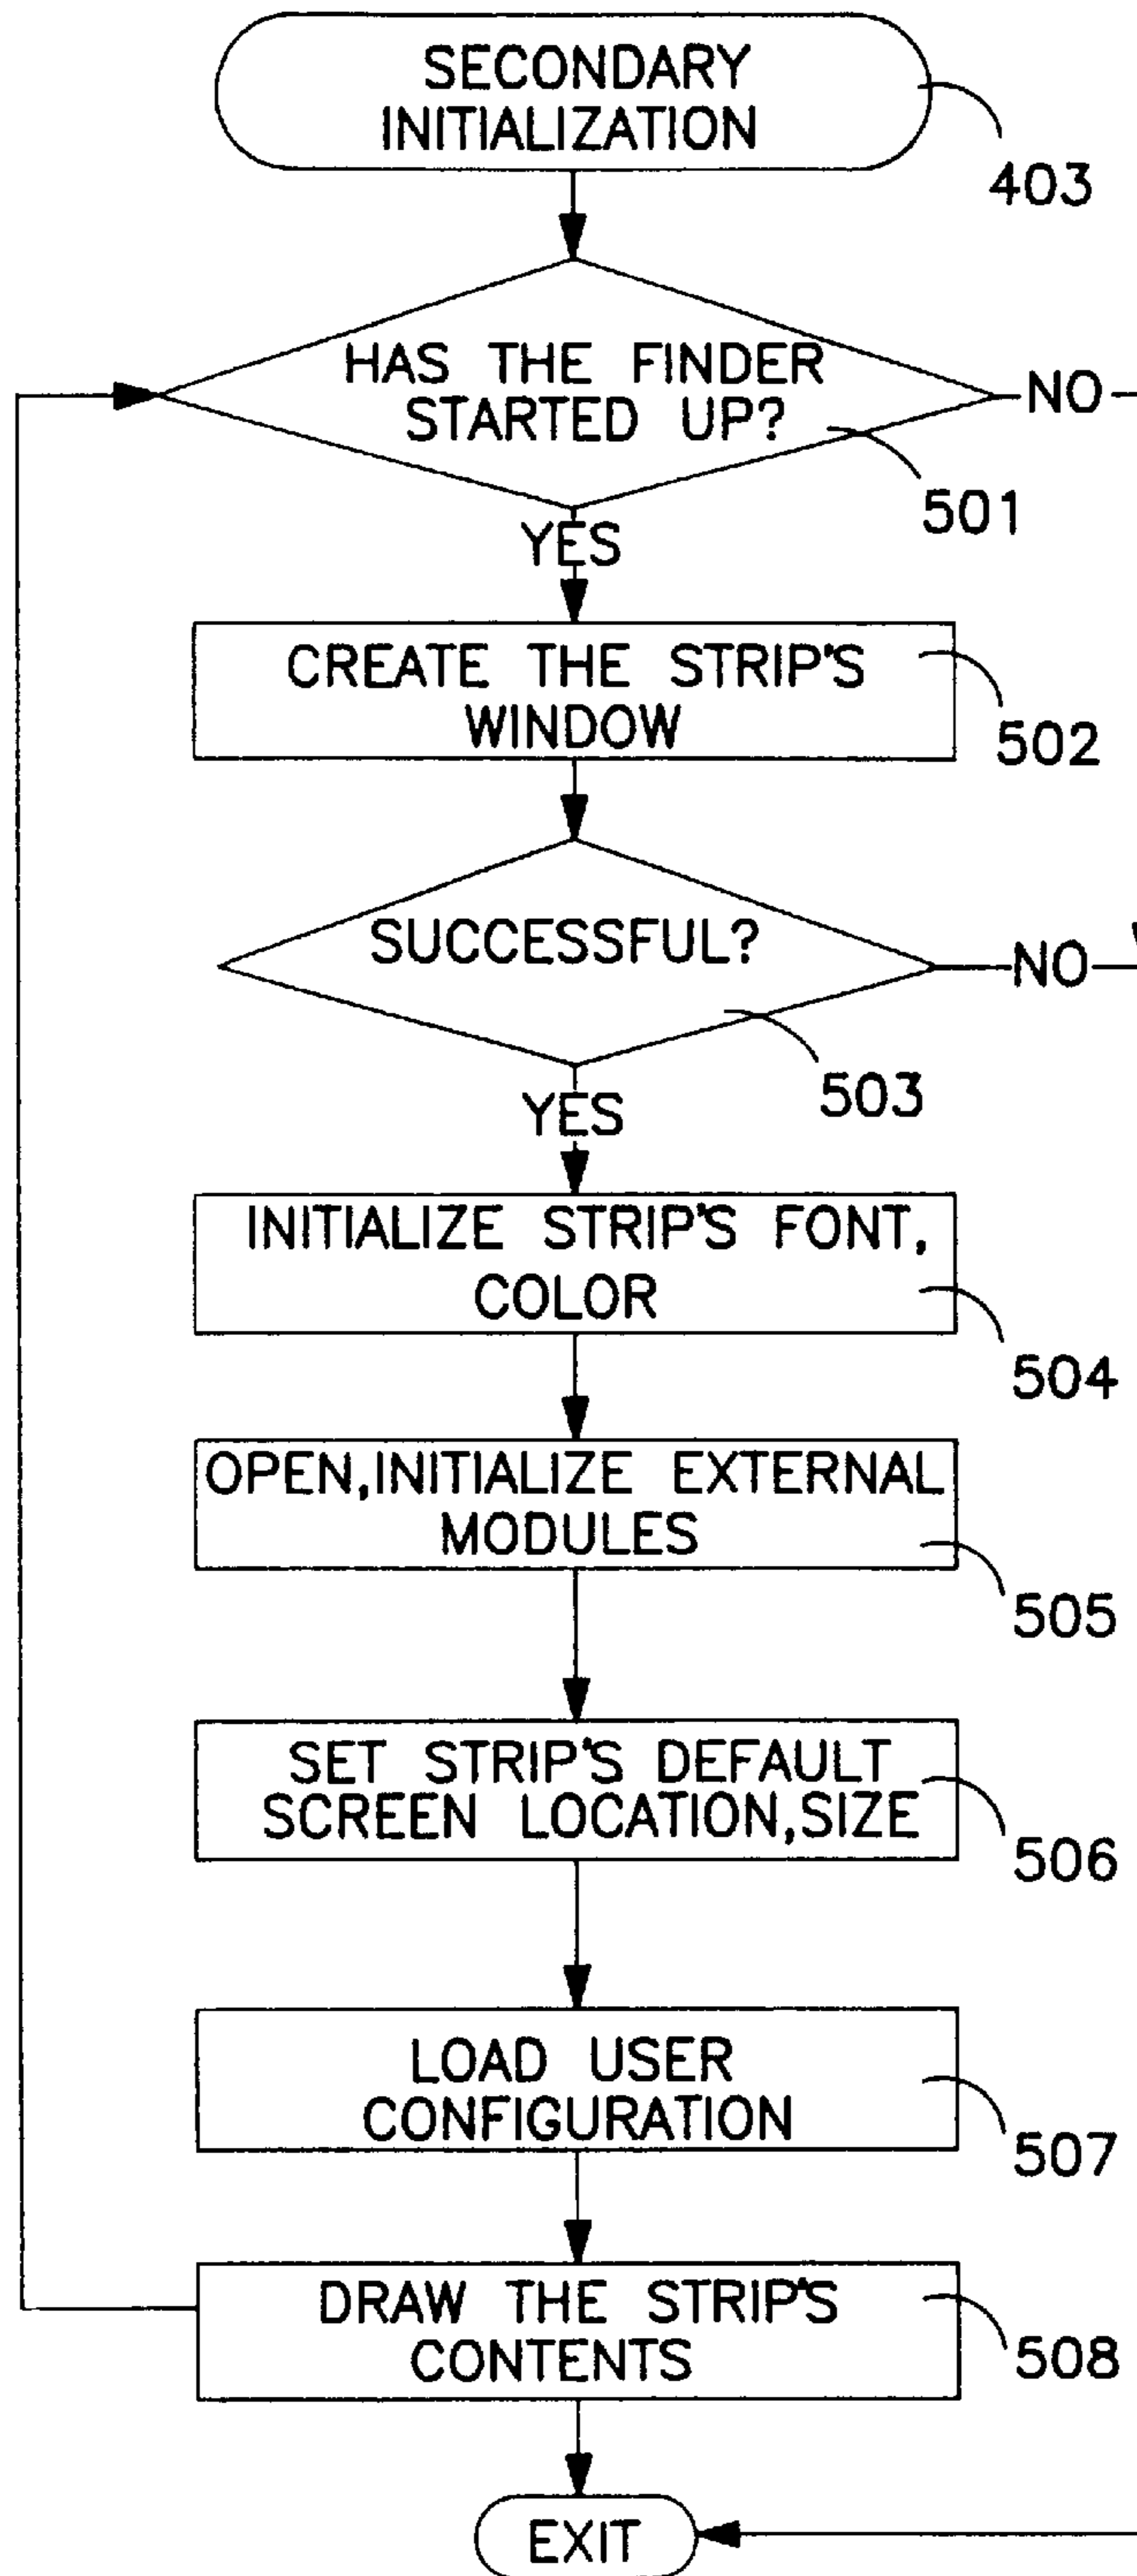 SECONDARY
INITIALIZATION
403
HAS THE FINDER
STARTED UP?
NO
501
YES
CREATE THE STRIP'S
WINDOW
502
SUCCESSFUL?
NO
503
YES
INITIALIZE STRIP'S FONT,
COLOR
504
OPEN,INITIALIZE EXTERNAL
MODULES
505
SET STRIP'S DEFAULT
SCREEN LOCATION,SIZE
506
LOAD USER
CONFIGURATION
507
DRAW THE STRIP'S
CONTENTS
508
EXIT